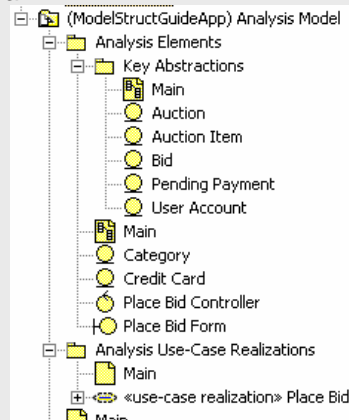 (ModelStructGuideApp) Analysis Model
Analysis Elements
Key Abstractions
Main
Auction
Auction Item
Bid
Pending Payment
User Account
Main
Category
Credit Card
Place Bid Controller
Place Bid Form
Analysis Use-Case Realizations
Main
«use-case realization» Place Bid
Main